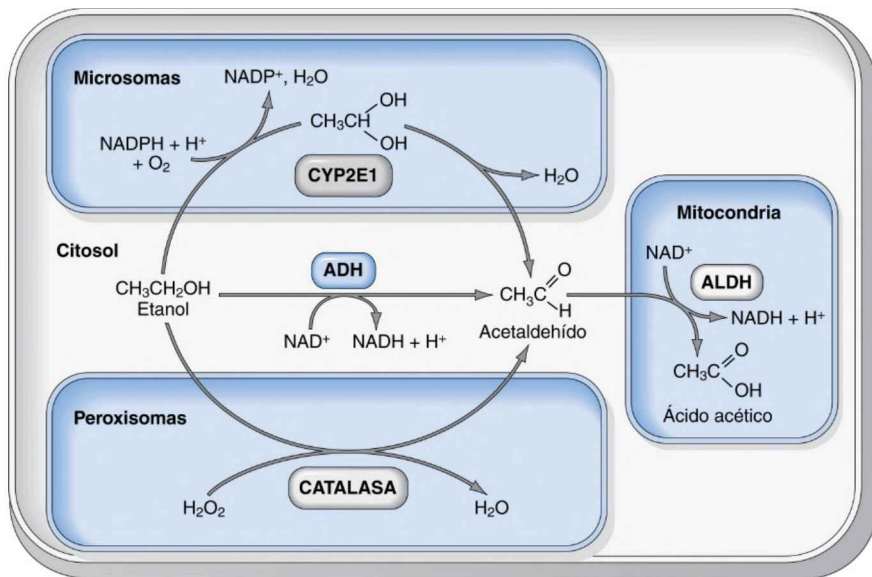 Microsomas
NADP⁺, H₂O
OH
CH₃CH
OH
NADPH + H⁺
+ O₂
CYP2E1
H₂O
Mitocondria
NAD⁺
ALDH
NADH + H⁺
O
CH₃C
OH
Ácido acético
Citosol
ADH
CH₃CH₂OH
Etanol
NAD⁺
NADH + H⁺
O
CH₃C
H
Acetaldehído
Peroxisomas
CATALASA
H₂O₂
H₂O